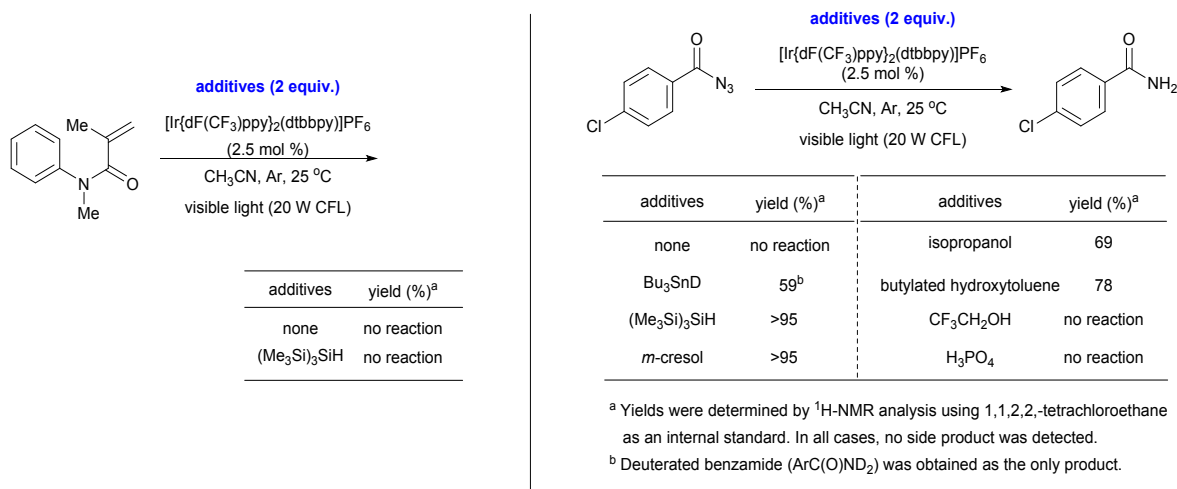 additives (2 equiv.)
[Ir{dF(CF3)ppy}2(dtbbpy)]PF6
(2.5 mol %)
CH3CN, Ar, 25 oC
visible light (20 W CFL)
Me
N
O
Me
additives yield (%)a
none no reaction
(Me3Si)3SiH no reaction
additives (2 equiv.)
[Ir{dF(CF3)ppy}2(dtbbpy)]PF6
(2.5 mol %)
CH3CN, Ar, 25 oC
visible light (20 W CFL)
O
N3
Cl
O
NH2
Cl
additives yield (%)a additives yield (%)a
none no reaction isopropanol 69
Bu3SnD 59b butylated hydroxytoluene 78
(Me3Si)3SiH >95 CF3CH2OH no reaction
m-cresol >95 H3PO4 no reaction
a Yields were determined by 1H-NMR analysis using 1,1,2,2,-tetrachloroethane
as an internal standard. In all cases, no side product was detected.
b Deuterated benzamide (ArC(O)ND2) was obtained as the only product.